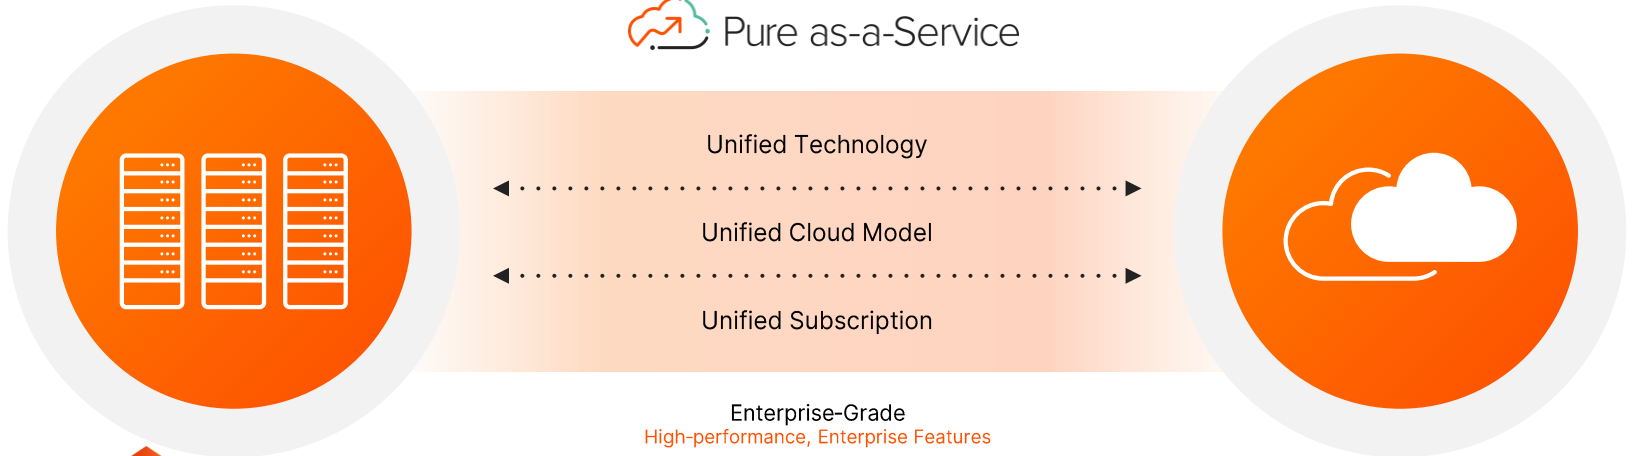 Pure as-a-Service
Unified Technology
Unified Cloud Model
Unified Subscription
Enterprise-Grade
High-performance, Enterprise Features